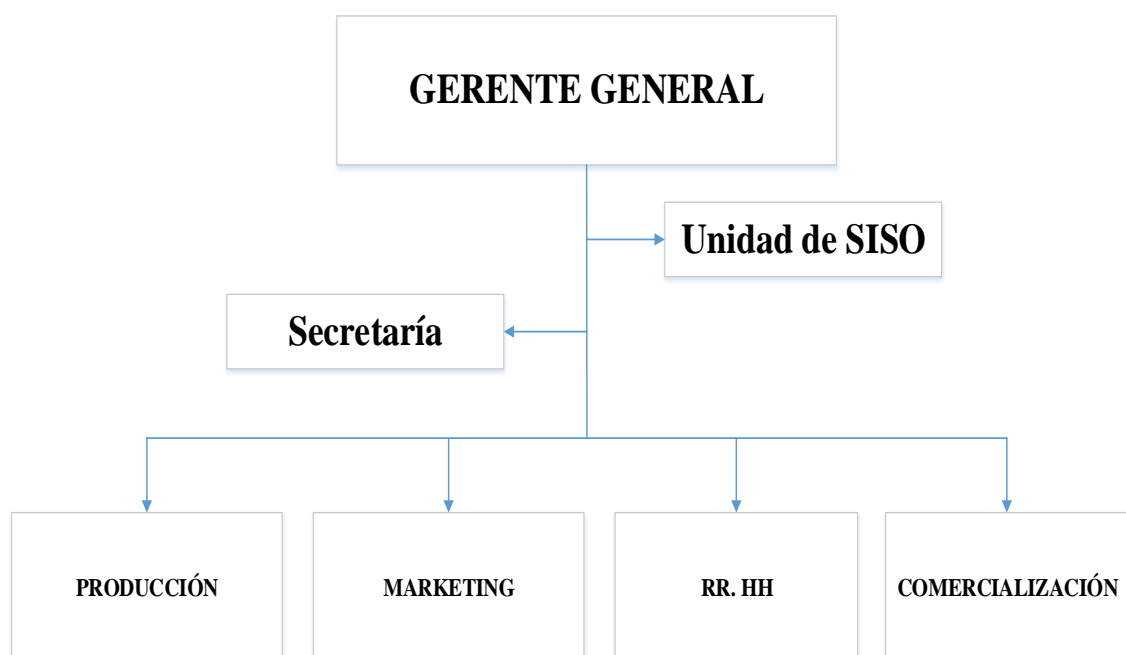 GERENTE GENERAL
Unidad de SISO
Secretaría
PRODUCCIÓN
MARKETING
RR. HH
COMERCIALIZACIÓN